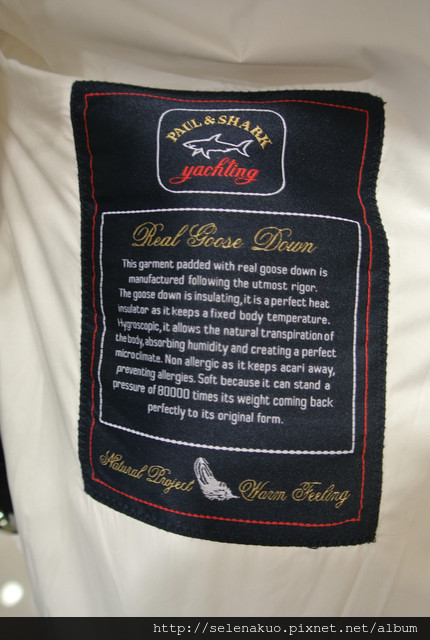 PAUL & SHARK
yachting
Real Goose Down
This garment padded with real goose down is
manufactured following the utmost rigor.
The goose down is insulating, it is a perfect heat
insulator as it keeps a fixed body temperature.
Hygroscopic, it allows the natural transpiration of
the body, absorbing humidity and creating a perfect
microclimate. Non allergic as it keeps acari away,
preventing allergies. Soft because it can stand a
pressure of 80000 times its weight coming back
perfectly to its original form.
Natural Project Warm Feeling
http://selenakuo.pixnet.net/album